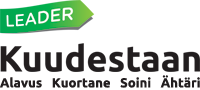 LEADER
Kuudestaan
Alavus Kuortane Soini Ähtäri